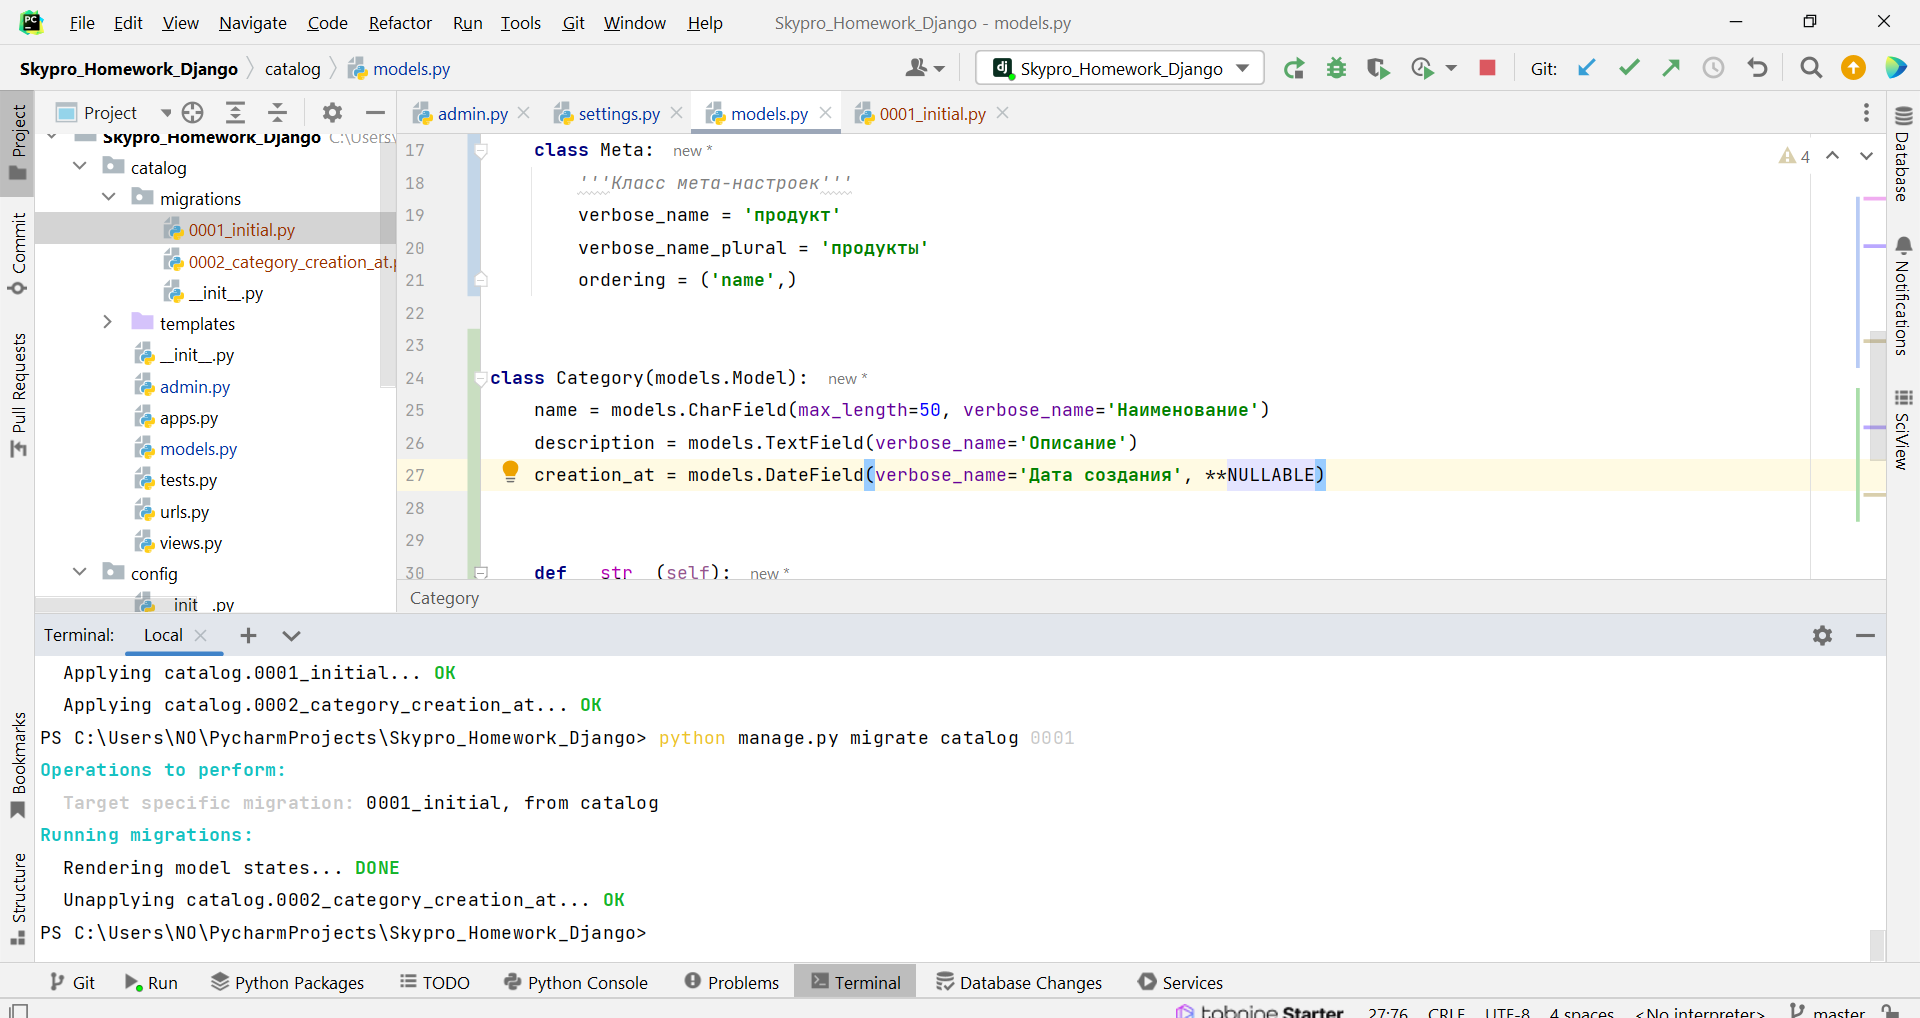 File Edit View Navigate Code Refactor Run Tools Git Window Help Skypro_Homework_Django - models.py
Skypro_Homework_Django catalog models.py Skypro_Homework_Django Git:
Project admin.py settings.py models.py 0001_initial.py
Project
Commit
Pull Requests
Bookmarks
Structure
Skypro_Homework_Django C:\Users\
catalog
migrations
0001_initial.py
0002_category_creation_at.p
__init__.py
templates
__init__.py
admin.py
apps.py
models.py
tests.py
urls.py
views.py
config
__init__.py
17 class Meta: new *
18 '''Класс мета-настроек'''
19 verbose_name = 'продукт'
20 verbose_name_plural = 'продукты'
21 ordering = ('name',)
22
23
24 class Category(models.Model): new *
25 name = models.CharField(max_length=50, verbose_name='Наименование')
26 description = models.TextField(verbose_name='Описание')
27 creation_at = models.DateField(verbose_name='Дата создания', **NULLABLE)
28
29
30 def __str__(self): new *
4
Category
Database
Notifications
SciView
Terminal: Local
Applying catalog.0001_initial... OK
Applying catalog.0002_category_creation_at... OK
PS C:\Users\NO\PycharmProjects\Skypro_Homework_Django> python manage.py migrate catalog 0001
Operations to perform:
Target specific migration: 0001_initial, from catalog
Running migrations:
Rendering model states... DONE
Unapplying catalog.0002_category_creation_at... OK
PS C:\Users\NO\PycharmProjects\Skypro_Homework_Django>
Git Run Python Packages TODO Python Console Problems Terminal Database Changes Services
tabnine Starter 27:76 CRLF UTF-8 4 spaces <No interpreter> master